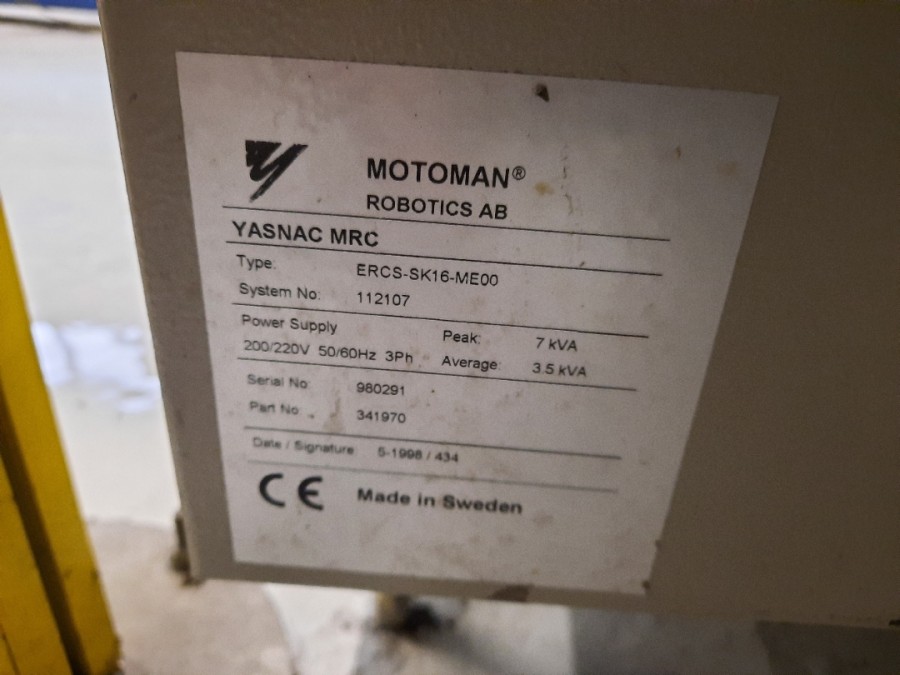 MOTOMAN®
ROBOTICS AB
YASNAC MRC
Type: ERCS-SK16-ME00
System No: 112107
Power Supply Peak: 7 kVA
200/220V 50/60Hz 3Ph Average: 3.5 kVA
Serial No: 980291
Part No: 341970
Date / Signature 5-1998 / 434
CE Made in Sweden